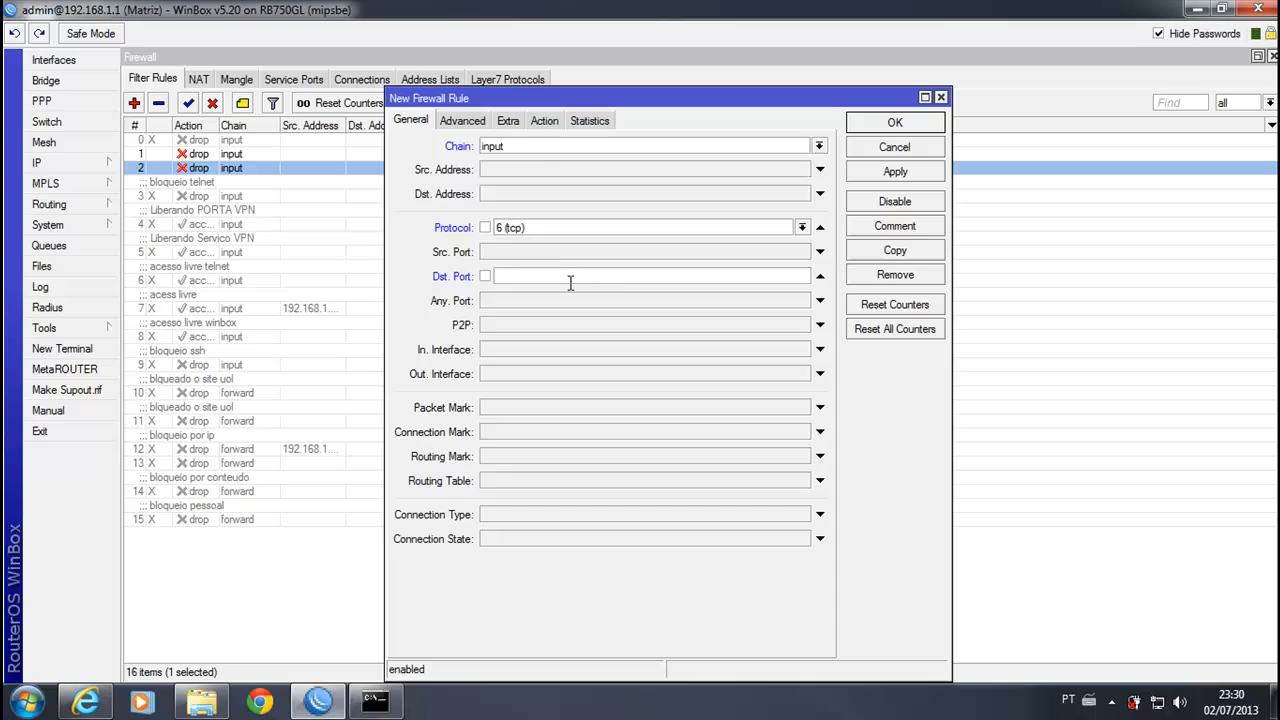 admin@192.168.1.1 (Matriz) - WinBox v5.20 on RB750GL (mipsbe)
Safe Mode
Hide Passwords
Interfaces
Bridge
PPP
Switch
Mesh
IP
MPLS
Routing
System
Queues
Files
Log
Radius
Tools
New Terminal
MetaROUTER
Make Supout.rif
Manual
Exit
RouterOS WinBox
Firewall
Filter Rules NAT Mangle Service Ports Connections Address Lists Layer7 Protocols
00 Reset Counters
Find
all
# Action Chain Src. Address Dst. Ad
0 X drop input
1 drop input
2 drop input
;;; bloqueio telnet
3 X drop input
;;; Liberando PORTA VPN
4 X acc... input
;;; Liberando Servico VPN
5 X acc... input
;;; acesso livre telnet
6 X acc... input
;;; acess livre
7 X acc... input 192.168.1....
;;; acesso livre winbox
8 X acc... input
;;; bloqueio ssh
9 X drop input
;;; blqueado o site uol
10 X drop forward
;;; blqueado o site uol
11 X drop forward
;;; bloqueio por ip
12 X drop forward 192.168.1....
13 X drop forward
;;; bloqueio por conteudo
14 X drop forward
;;; bloqueio pessoal
15 X drop forward
16 items (1 selected)
New Firewall Rule
General Advanced Extra Action Statistics
Chain: input
Src. Address:
Dst. Address:
Protocol: 6 (tcp)
Src. Port:
Dst. Port:
Any. Port:
P2P:
In. Interface:
Out. Interface:
Packet Mark:
Connection Mark:
Routing Mark:
Routing Table:
Connection Type:
Connection State:
OK
Cancel
Apply
Disable
Comment
Copy
Remove
Reset Counters
Reset All Counters
enabled
PT
23:30
02/07/2013